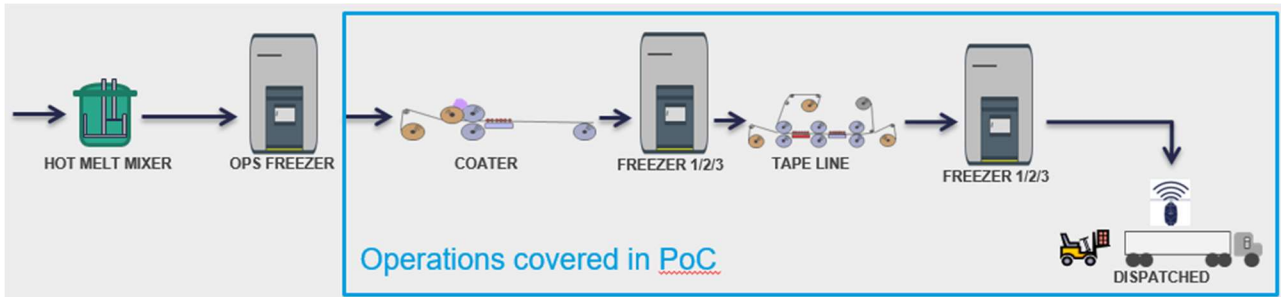 HOT MELT MIXER
OPS FREEZER
COATER
FREEZER 1/2/3
TAPE LINE
FREEZER 1/2/3
DISPATCHED
Operations covered in PoC